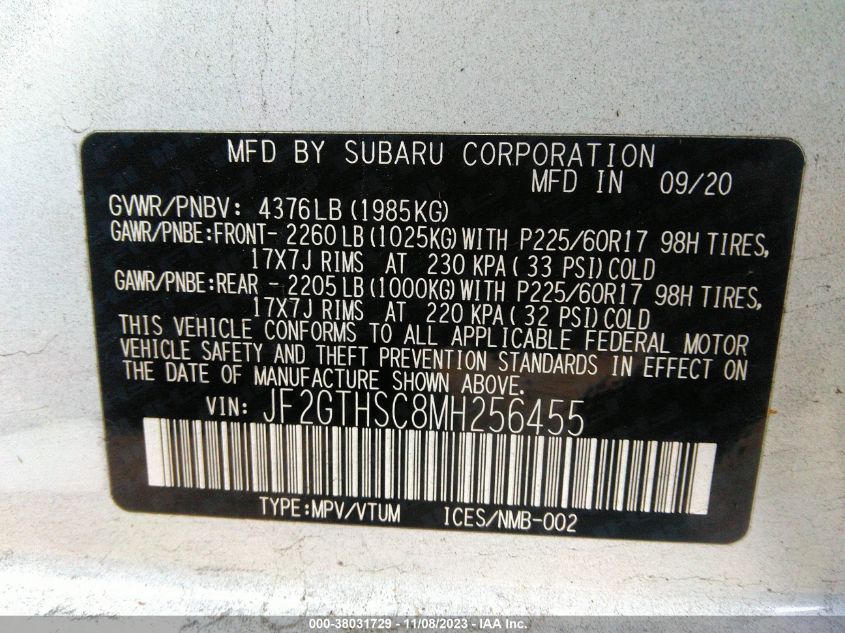 MFD BY SUBARU CORPORATION
MFD IN 09/20
GVWR/PNBV: 4376LB (1985KG)
GAWR/PNBE:FRONT- 2260LB (1025KG) WITH P225/60R17 98H TIRES,
17X7J RIMS AT 230 KPA ( 33 PSI) COLD
GAWR/PNBE:REAR - 2205LB (1000KG) WITH P225/60R17 98H TIRES,
17X7J RIMS AT 220 KPA ( 32 PSI) COLD
THIS VEHICLE CONFORMS TO ALL APPLICABLE FEDERAL MOTOR
VEHICLE SAFETY AND THEFT PREVENTION STANDARDS IN EFFECT ON
THE DATE OF MANUFACTURE SHOWN ABOVE.
VIN: JF2GTHSC8MH256455
TYPE:MPV/VTUM ICES/NMB-002
000-38031729 - 11/08/2023 - IAA Inc.